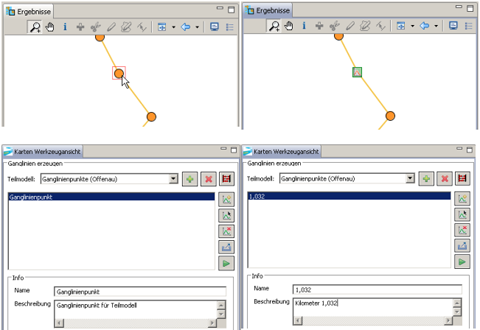 Ergebnisse
Ergebnisse
Karten Werkzeugansicht
Ganglinien erzeugen
Teilmodell: Ganglinienpunkte (Offenau)
Ganglinienpunkt
Info
Name Ganglinienpunkt
Beschreibung Ganglinienpunkt für Teilmodell
Karten Werkzeugansicht
Ganglinien erzeugen
Teilmodell: Ganglinienpunkte (Offenau)
1,032
Info
Name 1,032
Beschreibung Kilometer 1,032